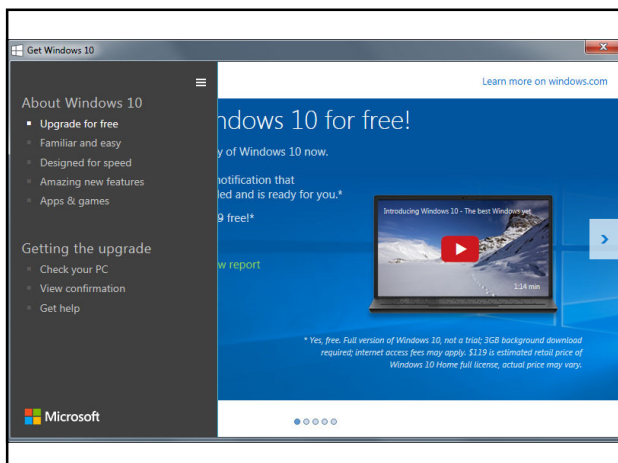 Get Windows 10
Learn more on windows.com
About Windows 10
Upgrade for free
Familiar and easy
Designed for speed
Amazing new features
Apps & games
Getting the upgrade
Check your PC
View confirmation
Get help
Microsoft
ndows 10 for free!
y of Windows 10 now.
otification that
ded and is ready for you.*
9 free!*
w report
Introducing Windows 10 - The best Windows yet
1:14 min
* Yes, free. Full version of Windows 10, not a trial; 3GB background download
required; internet access fees may apply. $119 is estimated retail price of
Windows 10 Home full license, actual price may vary.